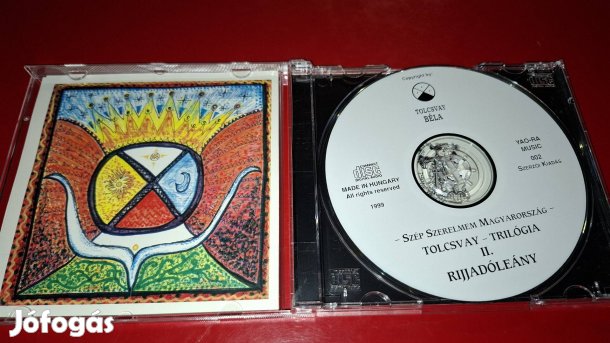 Copyright by:
TOLCSVAY
BÉLA
YAO-RA
MUSIC
002
SZERZŐI KIADÁS
COMPACT
disc
DIGITAL AUDIO
MADE IN HUNGARY
All rights reserved
1999
- SZÉP SZERELMEM MAGYARORSZÁG -
TOLCSVAY - TRILÓGIA
II.
RIJJADÓLEÁNY
Jófogás